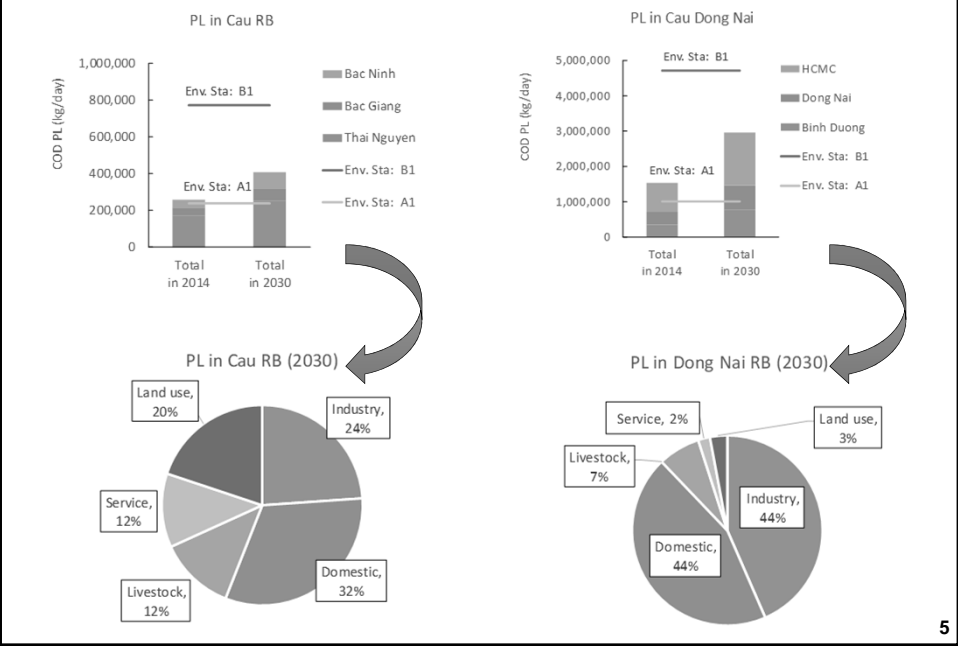 PL in Cau RB
COD PL (kg/day)
1,000,000
800,000
600,000
400,000
200,000
0
Env. Sta: B1
Env. Sta: A1
Total
in 2014
Total
in 2030
Bac Ninh
Bac Giang
Thai Nguyen
Env. Sta: B1
Env. Sta: A1
PL in Cau Dong Nai
COD PL (kg/day)
5,000,000
4,000,000
3,000,000
2,000,000
1,000,000
0
Env. Sta: B1
Env. Sta: A1
Total
in 2014
Total
in 2030
HCMC
Dong Nai
Binh Duong
Env. Sta: B1
Env. Sta: A1
PL in Cau RB (2030)
Land use,
20%
Industry,
24%
Service,
12%
Livestock,
12%
Domestic,
32%
PL in Dong Nai RB (2030)
Service, 2%
Land use,
3%
Livestock,
7%
Industry,
44%
Domestic,
44%
5